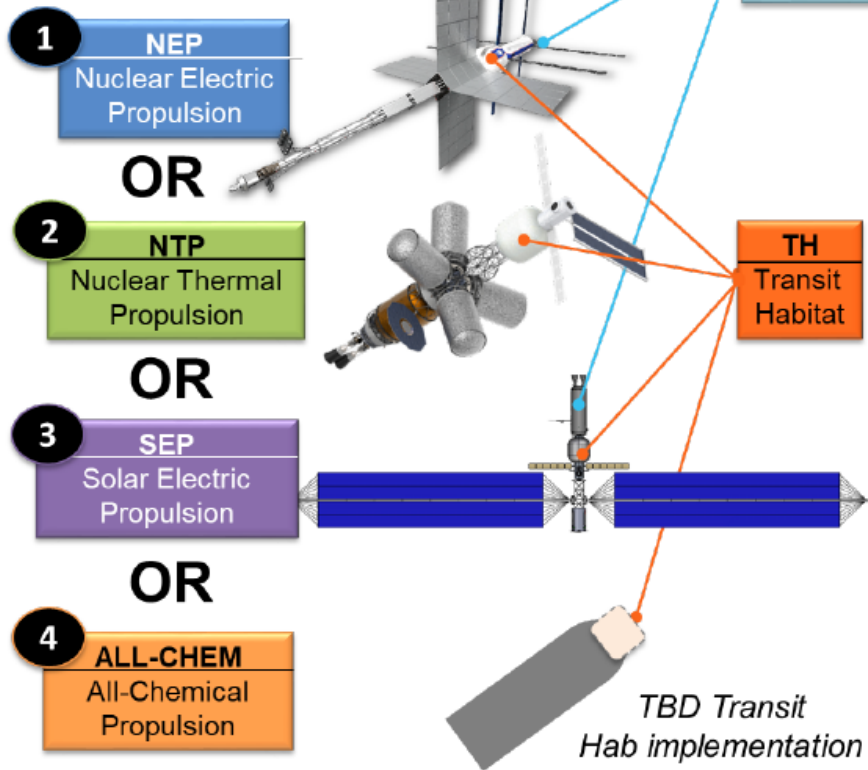 1
NEP
Nuclear Electric
Propulsion
OR
2
NTP
Nuclear Thermal
Propulsion
TH
Transit
Habitat
OR
3
SEP
Solar Electric
Propulsion
OR
4
ALL-CHEM
All-Chemical
Propulsion
TBD Transit
Hab implementation